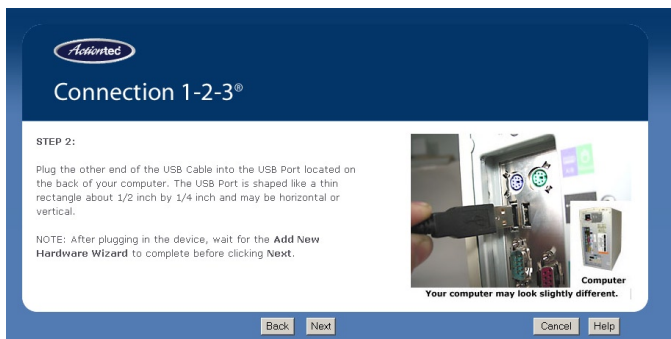 Actiontec
Connection 1-2-3®
STEP 2:
Plug the other end of the USB Cable into the USB Port located on
the back of your computer. The USB Port is shaped like a thin
rectangle about 1/2 inch by 1/4 inch and may be horizontal or
vertical.
NOTE: After plugging in the device, wait for the Add New
Hardware Wizard to complete before clicking Next.
Computer
Your computer may look slightly different.
Back Next Cancel Help